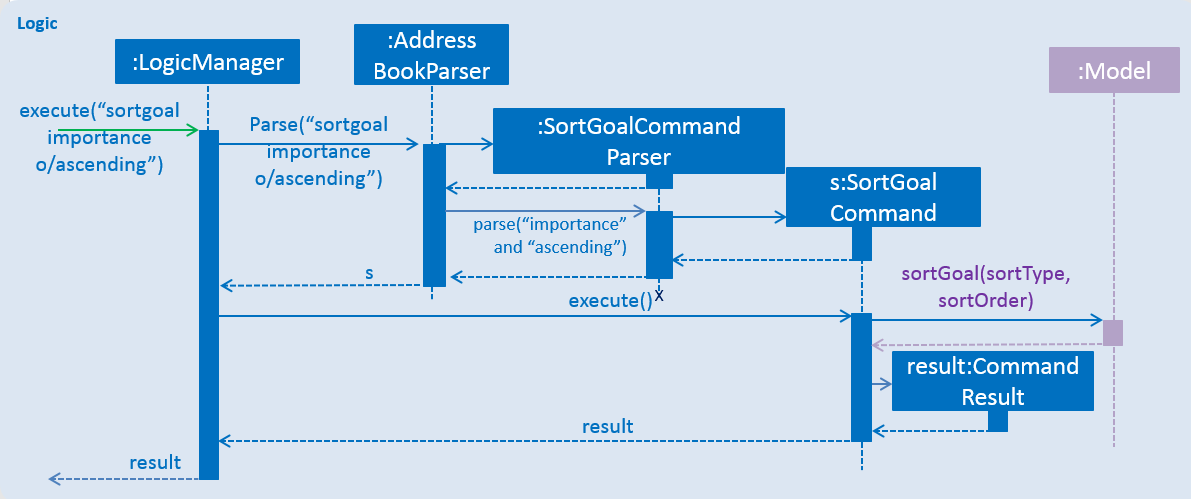 Logic
:LogicManager
:Address
BookParser
:Model
execute(“sortgoal
importance
o/ascending”)
Parse(“sortgoal
importance
o/ascending”)
:SortGoalCommand
Parser
s:SortGoal
Command
parse(“importance”
and “ascending”)
s
sortGoal(sortType,
sortOrder)
execute()
x
result:Command
Result
result
result